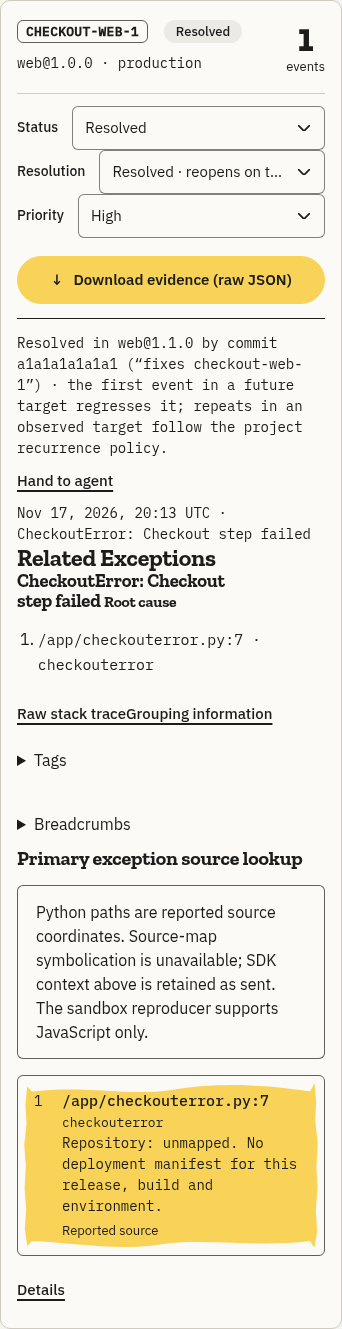 CHECKOUT-WEB-1
Resolved
1
events
web@1.0.0 · production
Status
Resolved
Resolution
Resolved · reopens on t...
Priority
High
↓ Download evidence (raw JSON)
Resolved in web@1.1.0 by commit
a1a1a1a1a1a1 (“fixes checkout-web-
1”) · the first event in a future
target regresses it; repeats in an
observed target follow the project
recurrence policy.
Hand to agent
Nov 17, 2026, 20:13 UTC ·
CheckoutError: Checkout step failed
Related Exceptions
CheckoutError: Checkout
step failed Root cause
1. /app/checkouterror.py:7 ·
checkouterror
Raw stack traceGrouping information
Tags
Breadcrumbs
Primary exception source lookup
Python paths are reported source
coordinates. Source-map
symbolication is unavailable; SDK
context above is retained as sent.
The sandbox reproducer supports
JavaScript only.
1 /app/checkouterror.py:7
checkouterror
Repository: unmapped. No
deployment manifest for this
release, build and
environment.
Reported source
Details